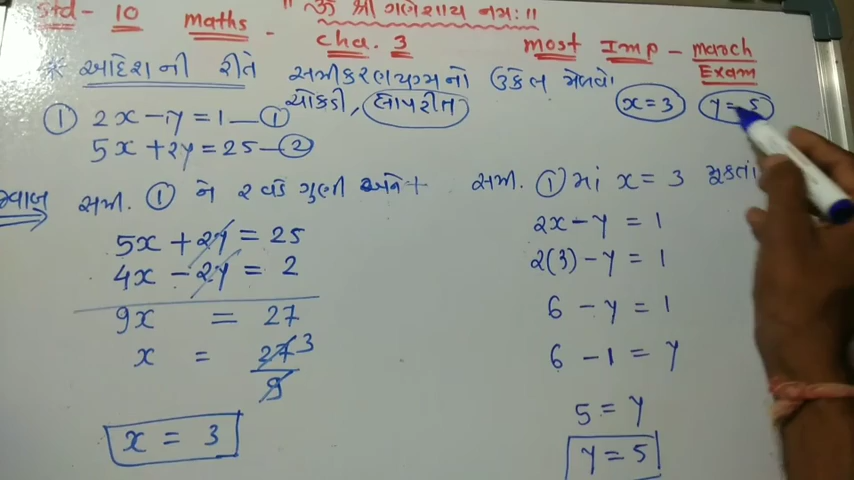 Std - 10 Maths - "ૐ શ્રી ગણેશાય નમઃ"
Cha. 3 most Imp - march Exam
* આદેશની રીતે સમીકરણયુગ્મનો ઉકેલ મેળવો
ચોકડી, લોપરીત x = 3 y = 5
① 2x - y = 1 — ①
5x + 2y = 25 — ②
જવાબ સમી. ① ને ૨ વડે ગુણી અને +
5x + 2y = 25
4x - 2y = 2
9x = 27
x = 27 3
9
x = 3
સમી. ① માં x = 3 મૂકતાં
2x - y = 1
2(3) - y = 1
6 - y = 1
6 - 1 = y
5 = y
y = 5